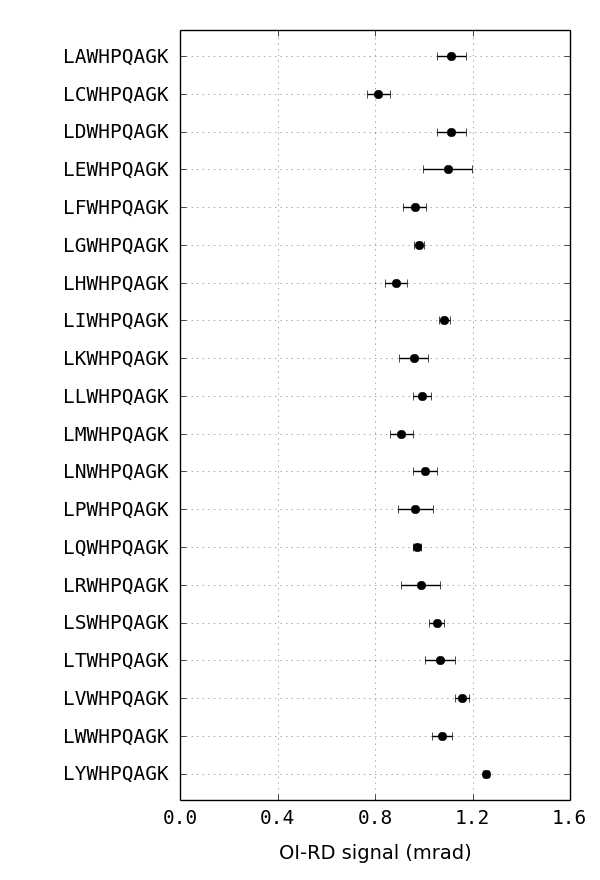 LAWHPQAGK
LCWHPQAGK
LDWHPQAGK
LEWHPQAGK
LFWHPQAGK
LGWHPQAGK
LHWHPQAGK
LIWHPQAGK
LKWHPQAGK
LLWHPQAGK
LMWHPQAGK
LNWHPQAGK
LPWHPQAGK
LQWHPQAGK
LRWHPQAGK
LSWHPQAGK
LTWHPQAGK
LVWHPQAGK
LWWHPQAGK
LYWHPQAGK
0.0 0.4 0.8 1.2 1.6
OI-RD signal (mrad)